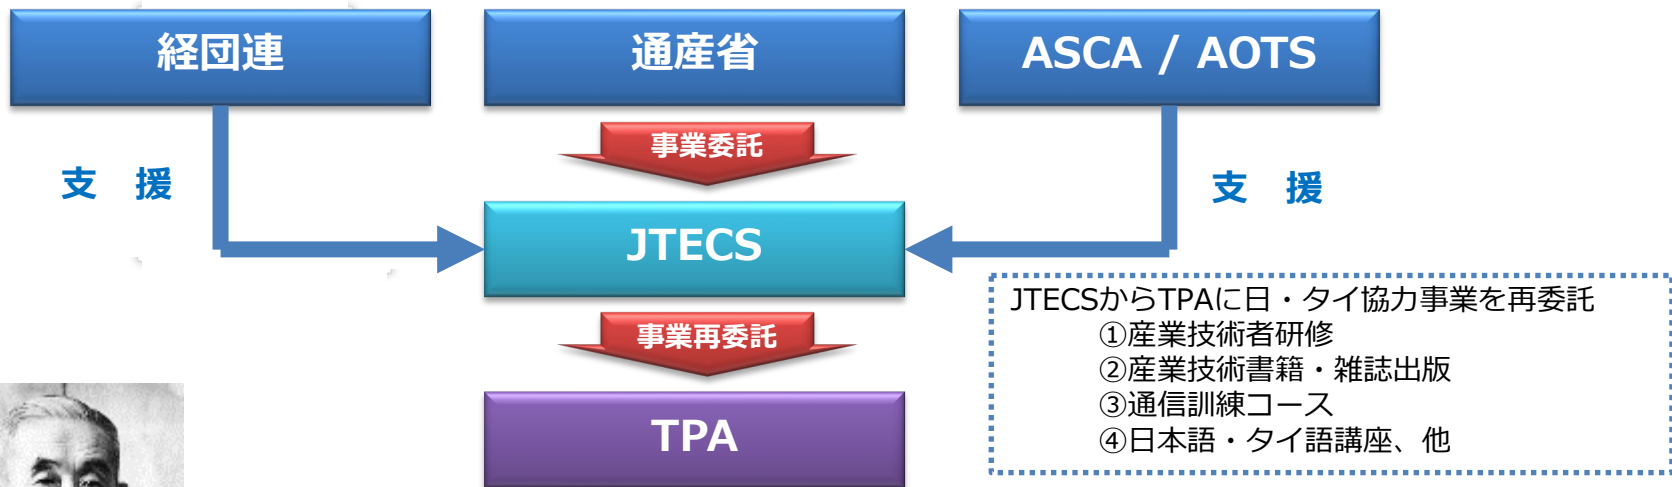 経団連
通産省
ASCA / AOTS
事業委託
支 援
支 援
JTECS
事業再委託
JTECSからTPAに日・タイ協力事業を再委託
①産業技術者研修
②産業技術書籍・雑誌出版
③通信訓練コース
④日本語・タイ語講座、他
TPA